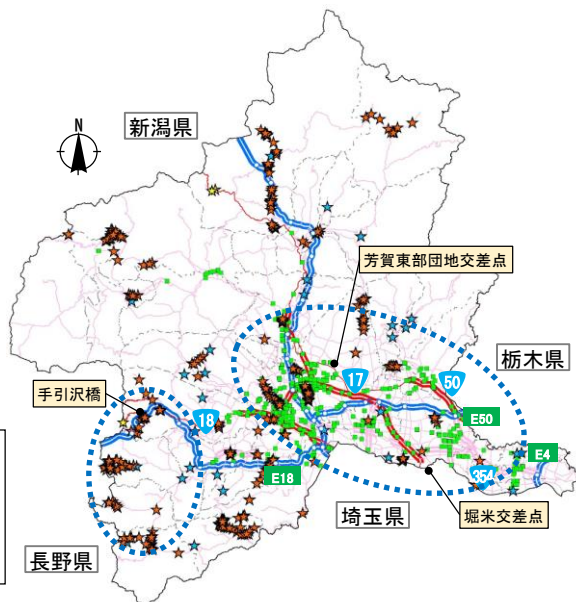 N
新潟県
芳賀東部団地交差点
栃木県
17
50
手引沢橋
18
E50
E4
E18
354
埼玉県
堀米交差点
長野県